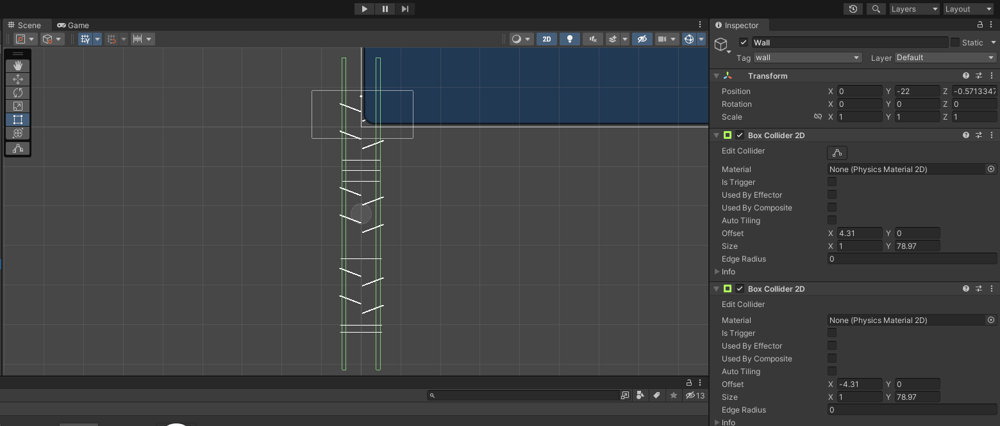 Layers Layout
Scene Game
Inspector
2D
Wall Static
Tag wall Layer Default
Transform
Position X 0 Y -22 Z -0.5713347
Rotation X 0 Y 0 Z 0
Scale X 1 Y 1 Z 1
Box Collider 2D
Edit Collider
Material None (Physics Material 2D)
Is Trigger
Used By Effector
Used By Composite
Auto Tiling
Offset X 4.31 Y 0
Size X 1 Y 78.97
Edge Radius 0
Info
Box Collider 2D
Edit Collider
Material None (Physics Material 2D)
Is Trigger
Used By Effector
Used By Composite
Auto Tiling
Offset X -4.31 Y 0
Size X 1 Y 78.97
Edge Radius 0
Info
13